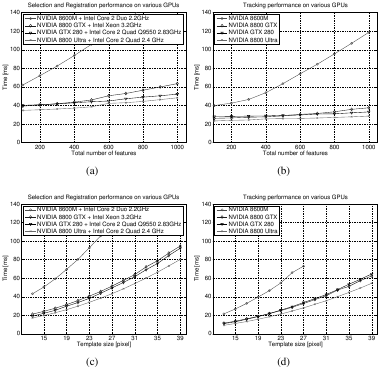 Selection and Registration performance on various GPUs
NVIDIA 8600M + Intel Core 2 Duo 2.2GHz
NVIDIA 8800 GTX + Intel Xeon 3.2GHz
NVIDIA GTX 280 + Intel Core 2 Quad Q9550 2.83GHz
NVIDIA 8800 Ultra + Intel Core 2 Quad 2.4 GHz
Time [ms]
140
120
100
80
60
40
20
0
200 400 600 800 1000
Total number of features
(a)
Tracking performance on various GPUs
NVIDIA 8600M
NVIDIA 8800 GTX
NVIDIA GTX 280
NVIDIA 8800 Ultra
Time [ms]
140
120
100
80
60
40
20
0
200 400 600 800 1000
Total number of features
(b)
Selection and Registration performance on various GPUs
NVIDIA 8600M + Intel Core 2 Duo 2.2GHz
NVIDIA 8800 GTX + Intel Xeon 3.2GHz
NVIDIA GTX 280 + Intel Core 2 Quad Q9550 2.83GHz
NVIDIA 8800 Ultra + Intel Core 2 Quad 2.4 GHz
Time[ms]
140
120
100
80
60
40
20
0
15 19 23 27 31 35 39
Template size [pixel]
(c)
Tracking performance on various GPUs
NVIDIA 8600M
NVIDIA 8800 GTX
NVIDIA GTX 280
NVIDIA 8800 Ultra
Time[ms]
140
120
100
80
60
40
20
0
15 19 23 27 31 35 39
Template size [pixel]
(d)